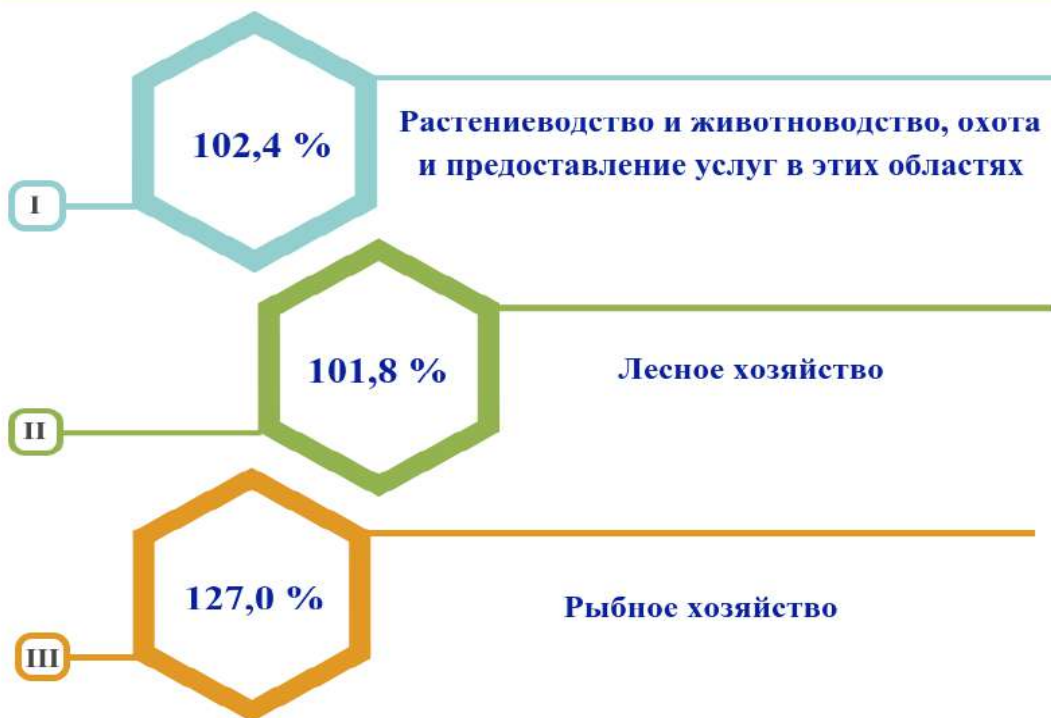 102,4 %
Растениеводство и животноводство, охота
и предоставление услуг в этих областях
I
101,8 %
Лесное хозяйство
II
127,0 %
Рыбное хозяйство
III